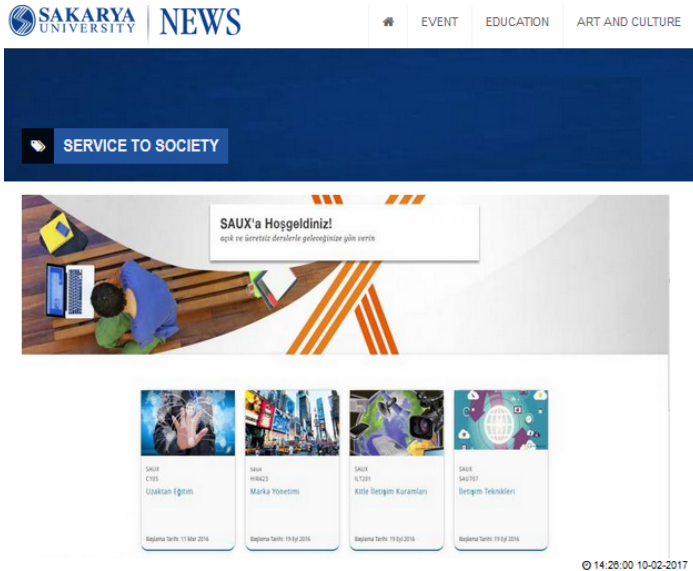 SAKARYA UNIVERSITY NEWS
EVENT EDUCATION ART AND CULTURE
SERVICE TO SOCIETY
SAUX'a Hoşgeldiniz!
açık ve ücretsiz derslerle geleceğinize yön verin
SAUX
CY05
Uzaktan Eğitim
Başlama Tarihi: 11 Mar 2016
saux
HIR423
Marka Yönetimi
Başlama Tarihi: 19 Eyl 2016
SAUX
ILT201
Kitle İletişim Kuramları
Başlama Tarihi: 19 Eyl 2016
SAUX
SAU707
İletişim Teknikleri
Başlama Tarihi: 19 Eyl 2016
14:26:00 10-02-2017